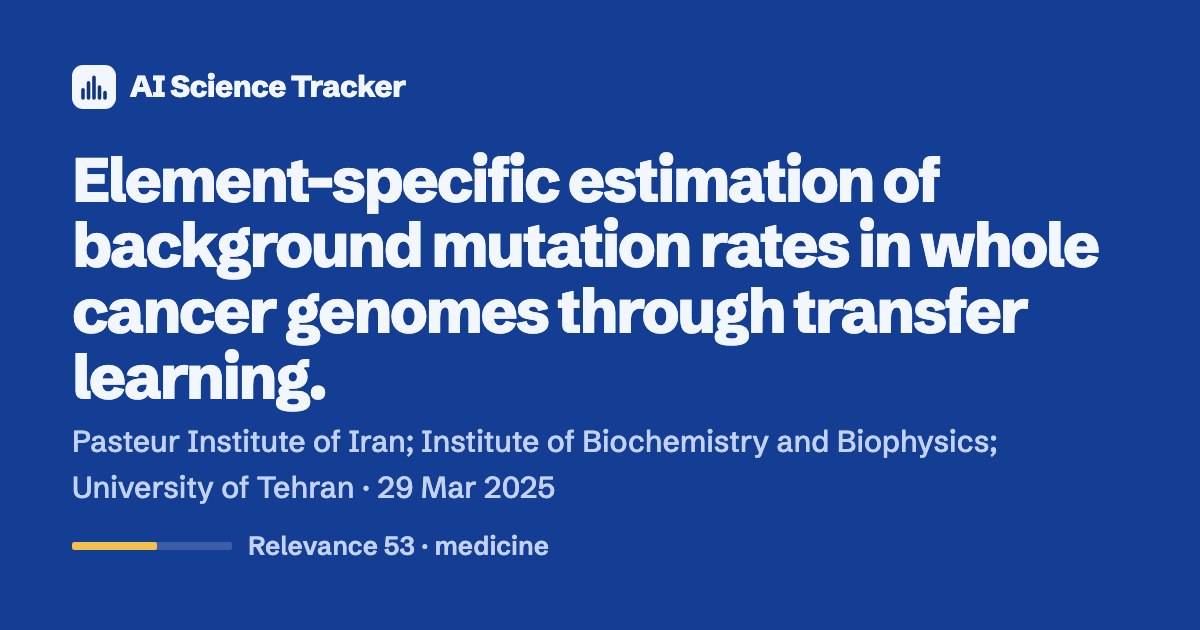 AI Science Tracker
Element-specific estimation of
background mutation rates in whole
cancer genomes through transfer
learning.
Pasteur Institute of Iran; Institute of Biochemistry and Biophysics;
University of Tehran · 29 Mar 2025
Relevance 53 · medicine